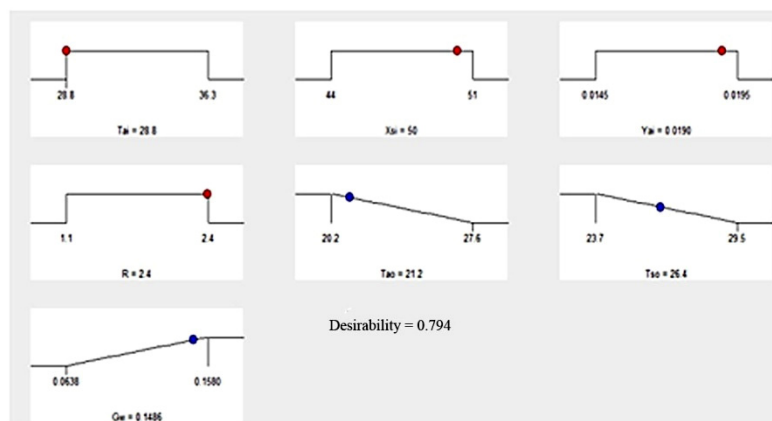 28.8 36.3
Tai = 28.8
44 51
Xsi = 50
0.0145 0.0195
Yai = 0.0190
1.1 2.4
R = 2.4
20.2 27.6
Tao = 21.2
23.7 29.5
Tso = 26.4
0.0638 0.1580
Gw = 0.1486
Desirability = 0.794